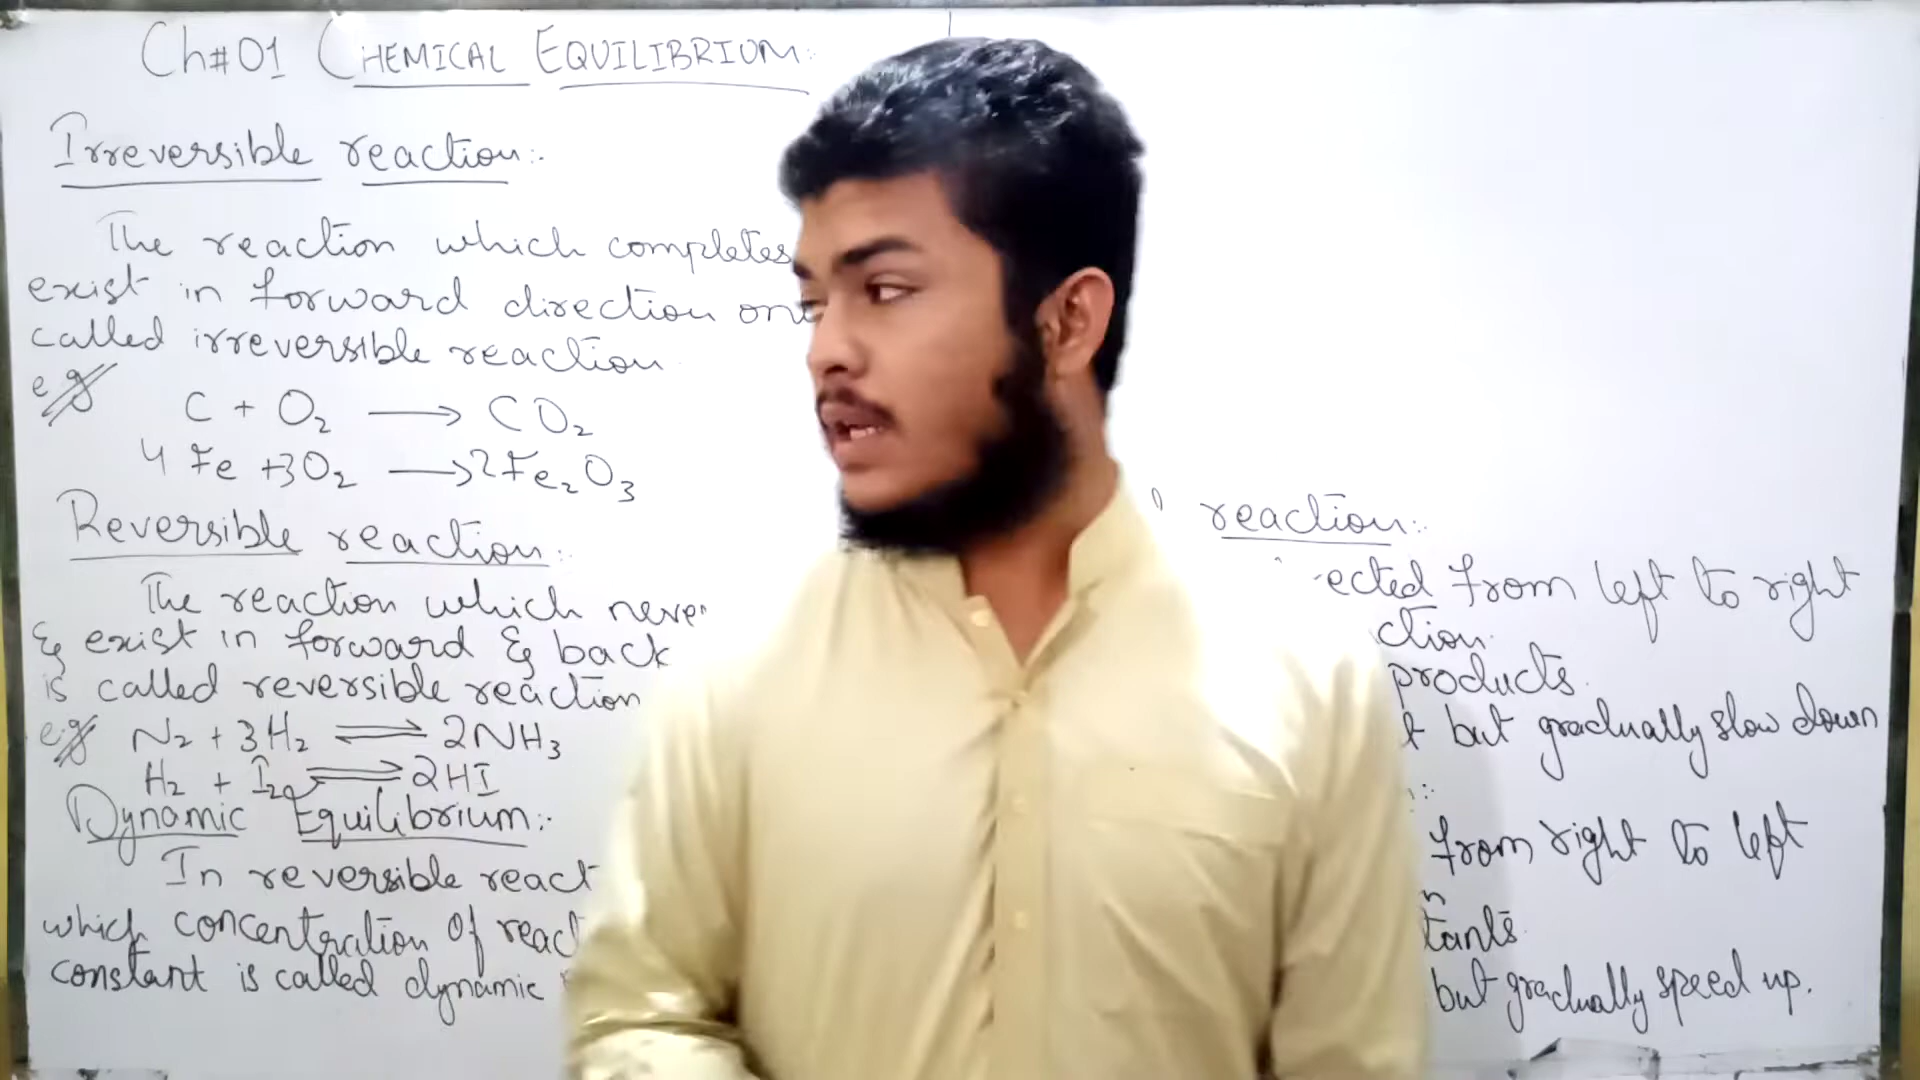 Ch#01 CHEMICAL EQUILIBRIUM:
Irreversible reaction:
The reaction which completes
exist in forward direction
called irreversible reaction
eg
C + O₂ ⟶ CO₂
4 Fe +3O₂ ⟶ 2Fe₂O₃
Reversible reaction:
The reaction which never
& exist in forward & back
is called reversible reaction
e.g N₂ + 3H₂ ⇌ 2NH₃
H₂ + I₂ ⇌ 2HI
Dynamic Equilibrium:
In reversible react
which concentration of react
constant is called dynamic
reaction:
ected from left to right
ction.
products.
but gradually slow down
from right to left
tants
but gradually speed up.